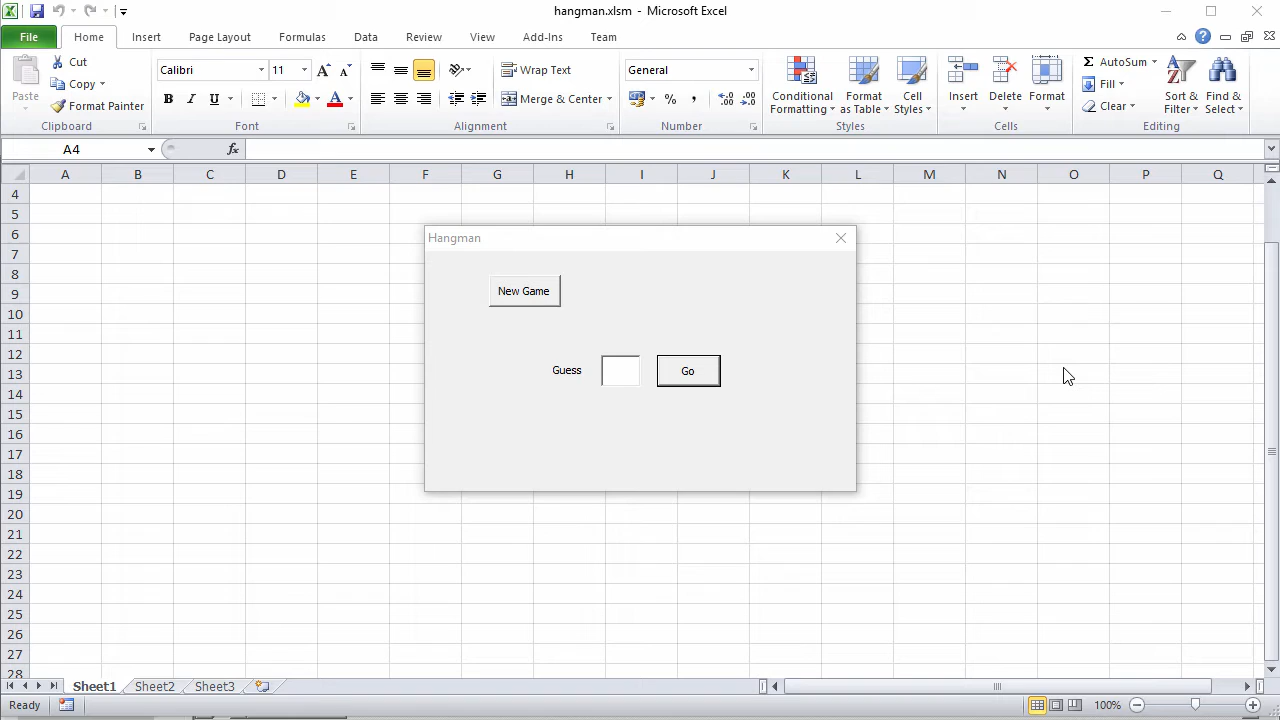 hangman.xlsm - Microsoft Excel
File Home Insert Page Layout Formulas Data Review View Add-Ins Team
Paste
Cut
Copy
Format Painter
Clipboard
Calibri 11
B I U
Font
Wrap Text
Merge & Center
Alignment
General
% ,
Number
Conditional Formatting
Format as Table
Cell Styles
Styles
Insert Delete Format
Cells
Σ AutoSum
Fill
Clear
Sort & Filter
Find & Select
Editing
A4 fx
A B C D E F G H I J K L M N O P Q
4
5
6
7
8
9
10
11
12
13
14
15
16
17
18
19
20
21
22
23
24
25
26
27
28
Hangman
New Game
Guess Go
Sheet1 Sheet2 Sheet3
Ready 100%